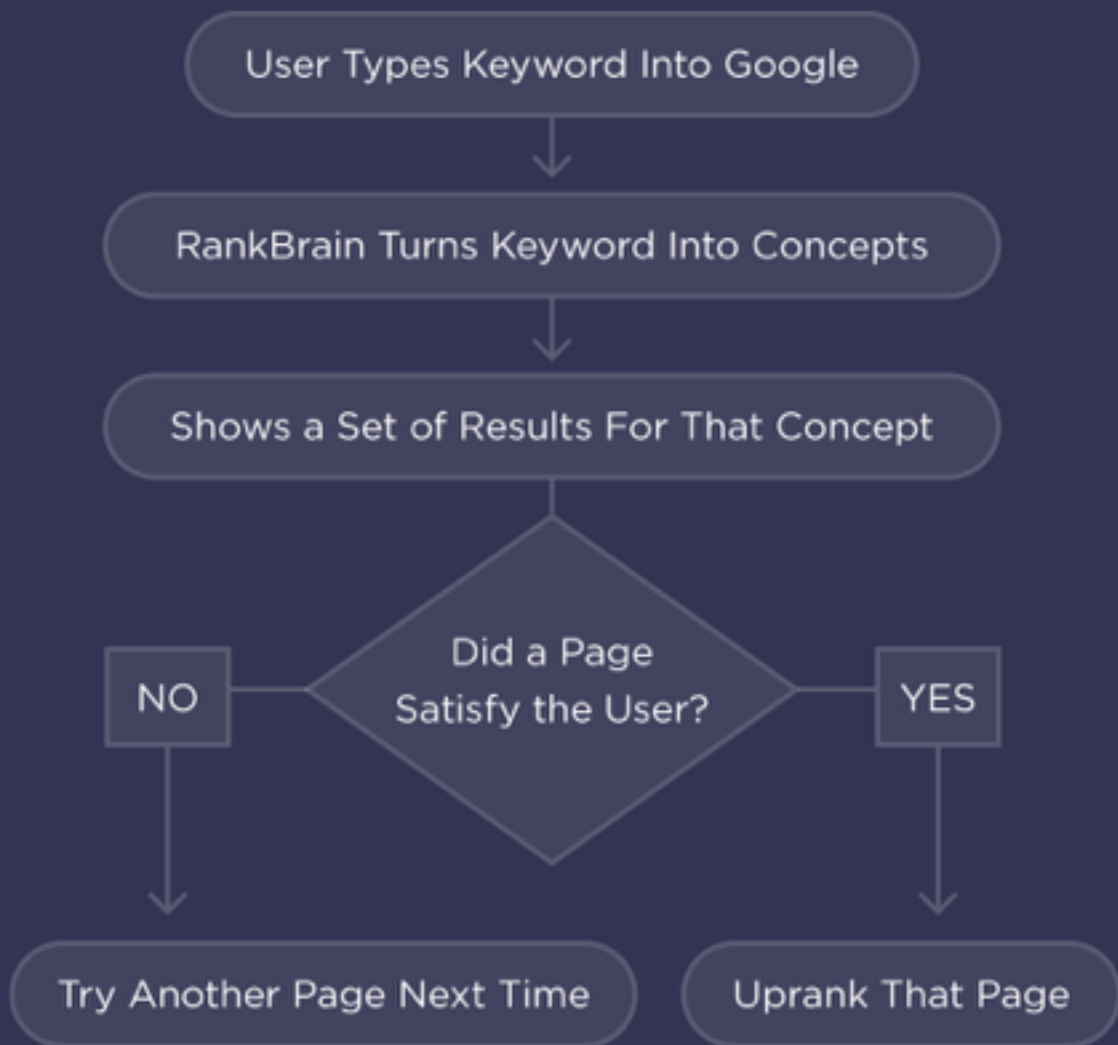 User Types Keyword Into Google
RankBrain Turns Keyword Into Concepts
Shows a Set of Results For That Concept
Did a Page
Satisfy the User?
NO
YES
Try Another Page Next Time
Uprank That Page